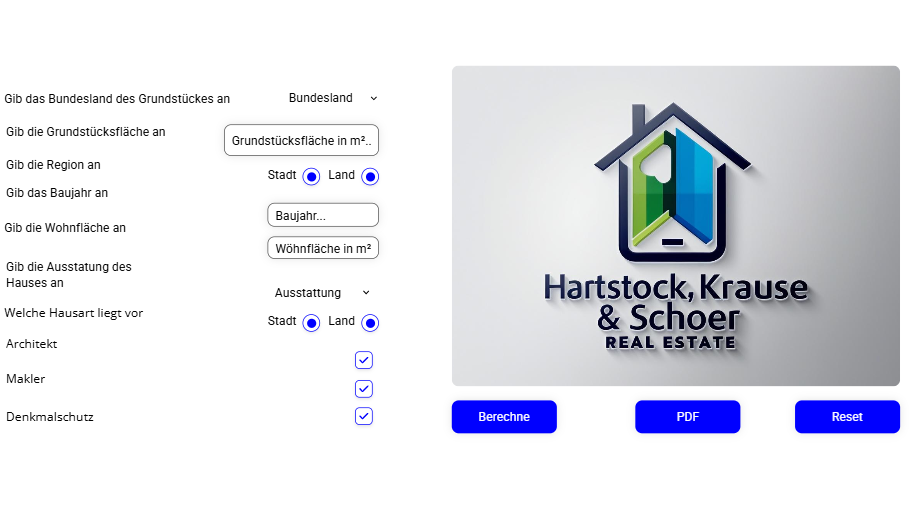 Gib das Bundesland des Grundstückes an
Bundesland
Gib die Grundstücksfläche an
Grundstücksfläche in m²..
Gib die Region an
Stadt
Land
Gib das Baujahr an
Baujahr...
Gib die Wohnfläche an
Wöhnfläche in m²
Gib die Ausstatung des
Hauses an
Ausstattung
Welche Hausart liegt vor
Stadt
Land
Architekt
Makler
Denkmalschutz
Hartstock, Krause
& Schoer
REAL ESTATE
Berechne
PDF
Reset